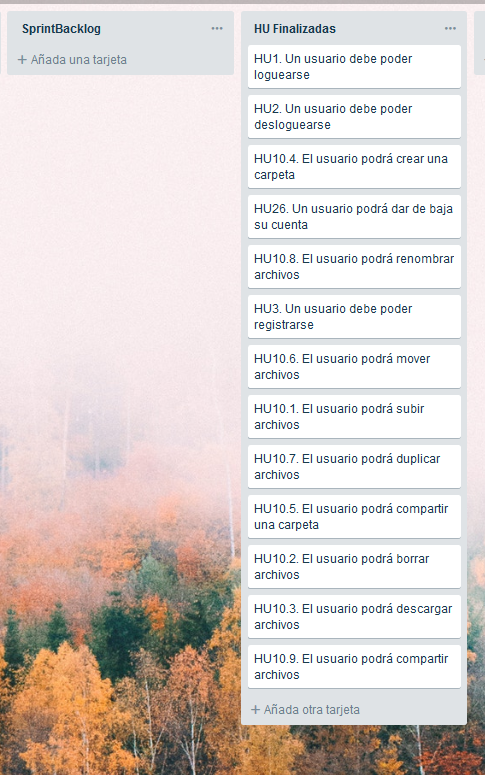 SprintBacklog
+ Añada una tarjeta
HU Finalizadas
HU1. Un usuario debe poder
loguearse
HU2. Un usuario debe poder
desloguearse
HU10.4. El usuario podrá crear una
carpeta
HU26. Un usuario podrá dar de baja
su cuenta
HU10.8. El usuario podrá renombrar
archivos
HU3. Un usuario debe poder
registrarse
HU10.6. El usuario podrá mover
archivos
HU10.1. El usuario podrá subir
archivos
HU10.7. El usuario podrá duplicar
archivos
HU10.5. El usuario podrá compartir
una carpeta
HU10.2. El usuario podrá borrar
archivos
HU10.3. El usuario podrá descargar
archivos
HU10.9. El usuario podrá compartir
archivos
+ Añada otra tarjeta